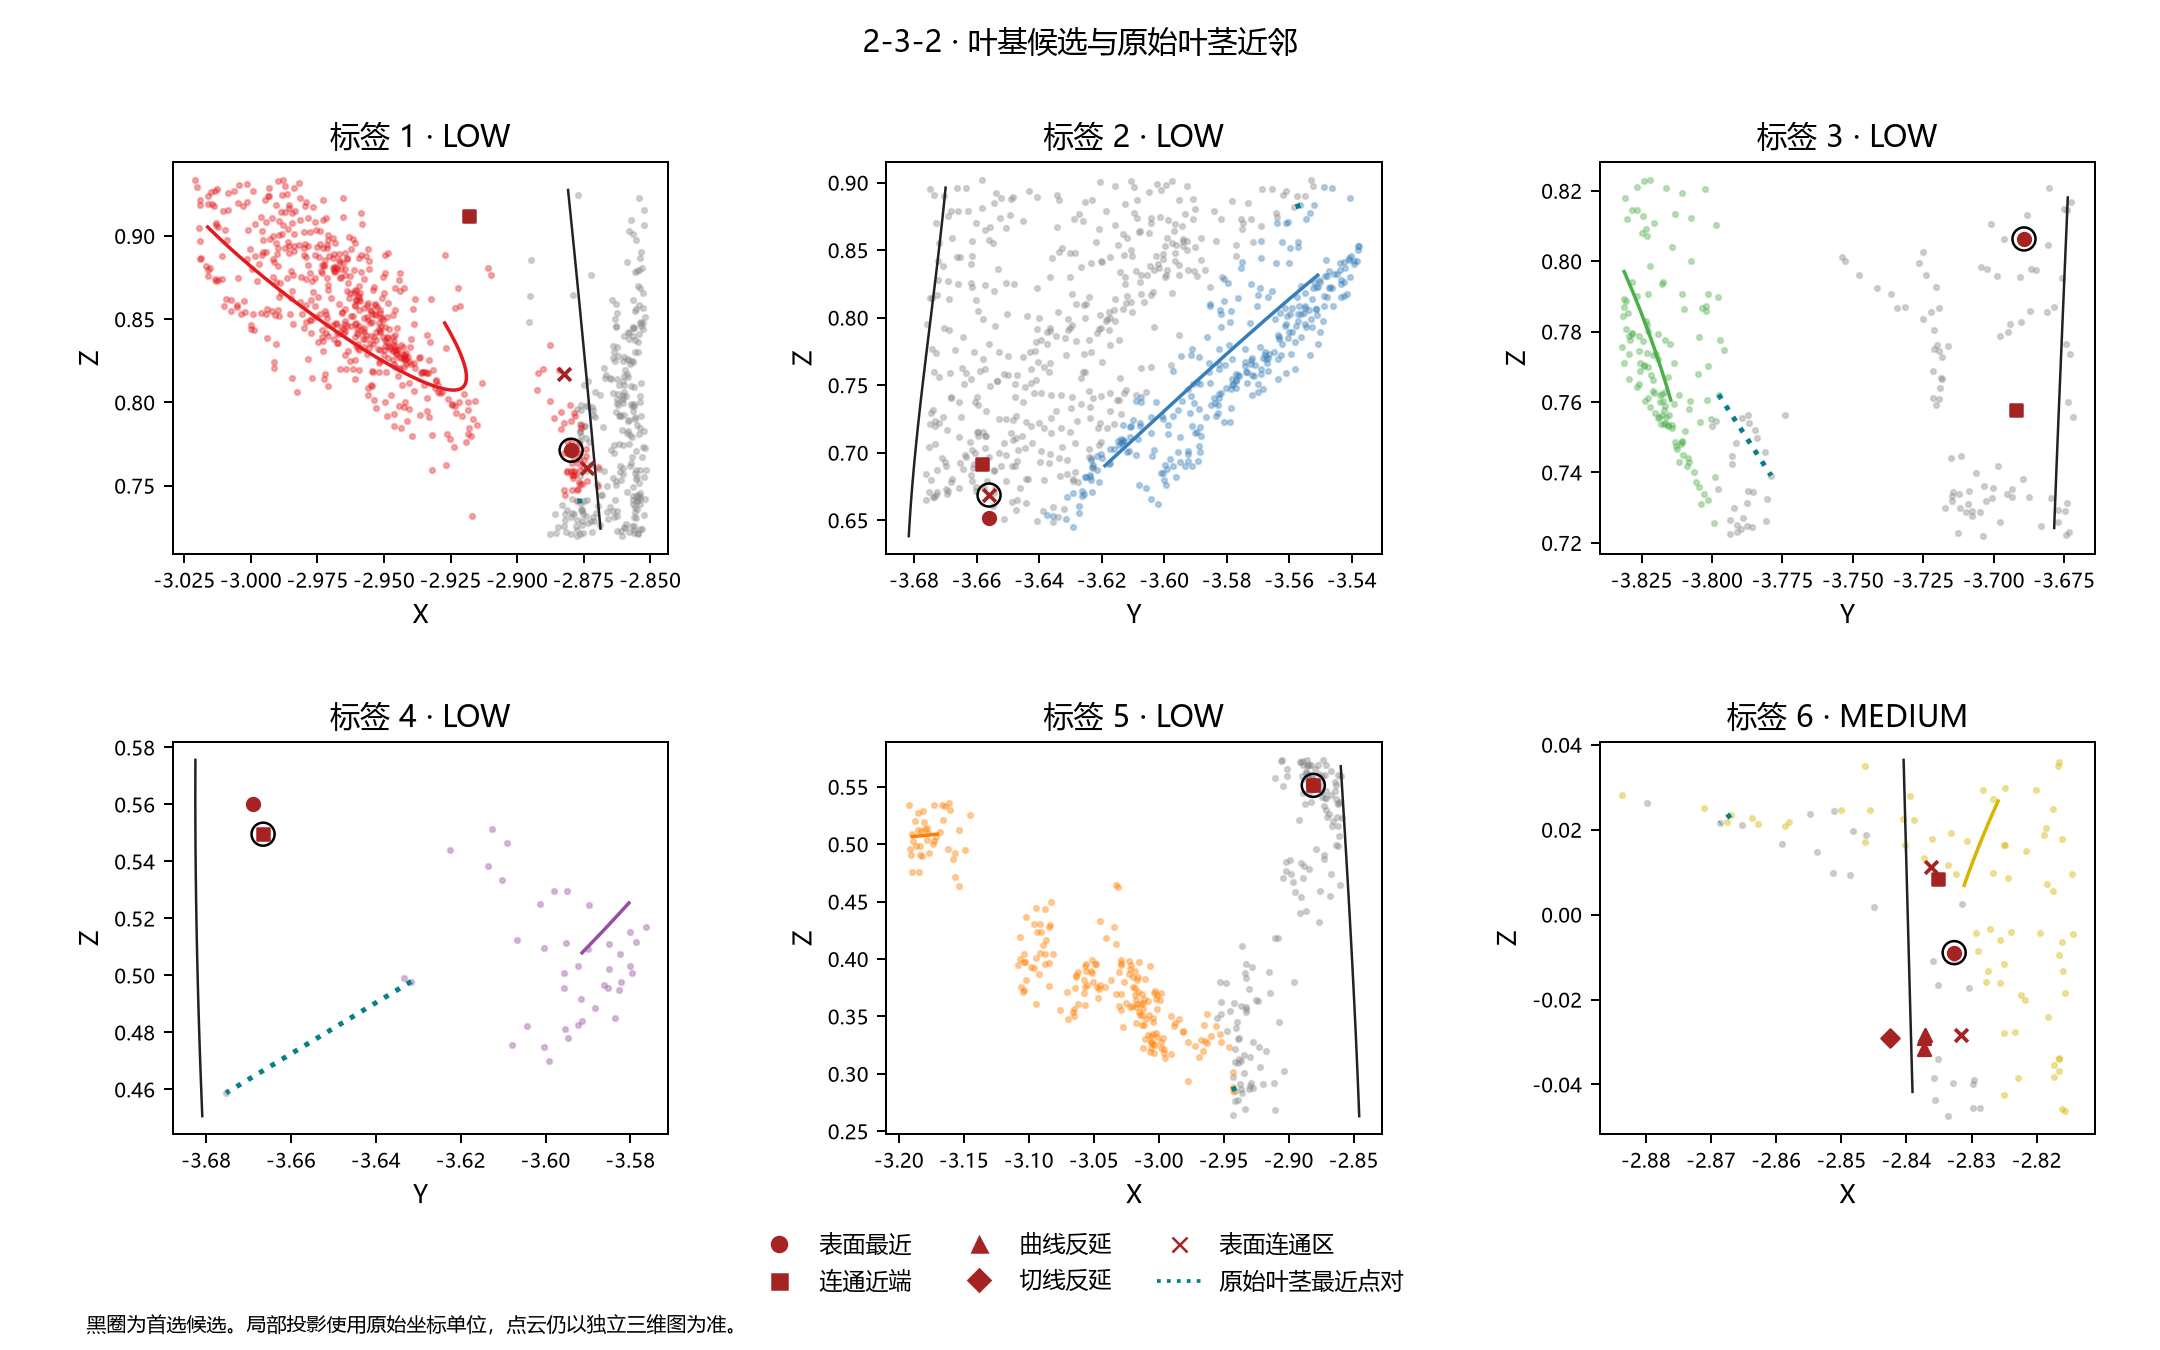 2-3-2 · 叶基候选与原始叶茎近邻
标签 1 · LOW
0.90
0.85
0.80
0.75
Z
-3.025 -3.000 -2.975 -2.950 -2.925 -2.900 -2.875 -2.850
X
标签 2 · LOW
0.90
0.85
0.80
0.75
0.70
0.65
Z
-3.68 -3.66 -3.64 -3.62 -3.60 -3.58 -3.56 -3.54
Y
标签 3 · LOW
0.82
0.80
0.78
0.76
0.74
0.72
Z
-3.825 -3.800 -3.775 -3.750 -3.725 -3.700 -3.675
Y
标签 4 · LOW
0.58
0.56
0.54
0.52
0.50
0.48
0.46
Z
-3.68 -3.66 -3.64 -3.62 -3.60 -3.58
Y
标签 5 · LOW
0.55
0.50
0.45
0.40
0.35
0.30
0.25
Z
-3.20 -3.15 -3.10 -3.05 -3.00 -2.95 -2.90 -2.85
X
标签 6 · MEDIUM
0.04
0.02
0.00
-0.02
-0.04
Z
-2.88 -2.87 -2.86 -2.85 -2.84 -2.83 -2.82
X
表面最近 曲线反延 表面连通区
连通近端 切线反延 原始叶茎最近点对
黑圈为首选候选。局部投影使用原始坐标单位，点云仍以独立三维图为准。